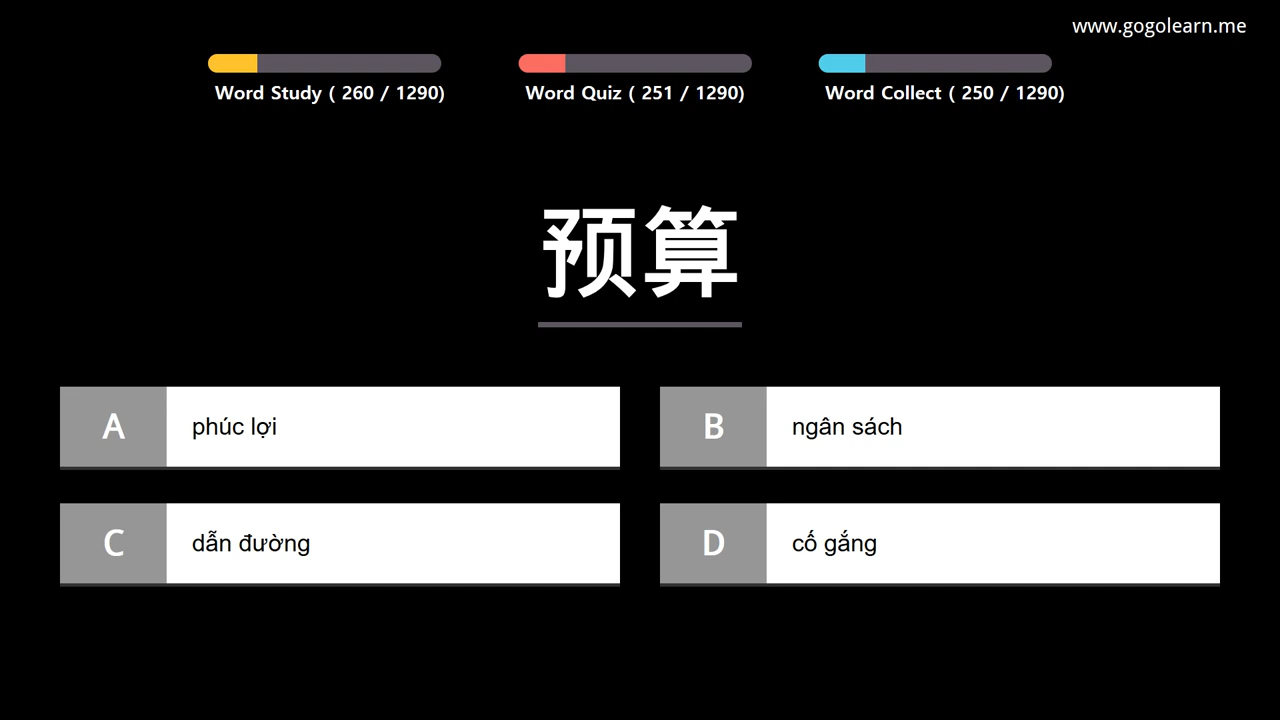 www.gogolearn.me
Word Study ( 260 / 1290)
Word Quiz ( 251 / 1290)
Word Collect ( 250 / 1290)
预算
A phúc lợi
B ngân sách
C dẫn đường
D cố gắng